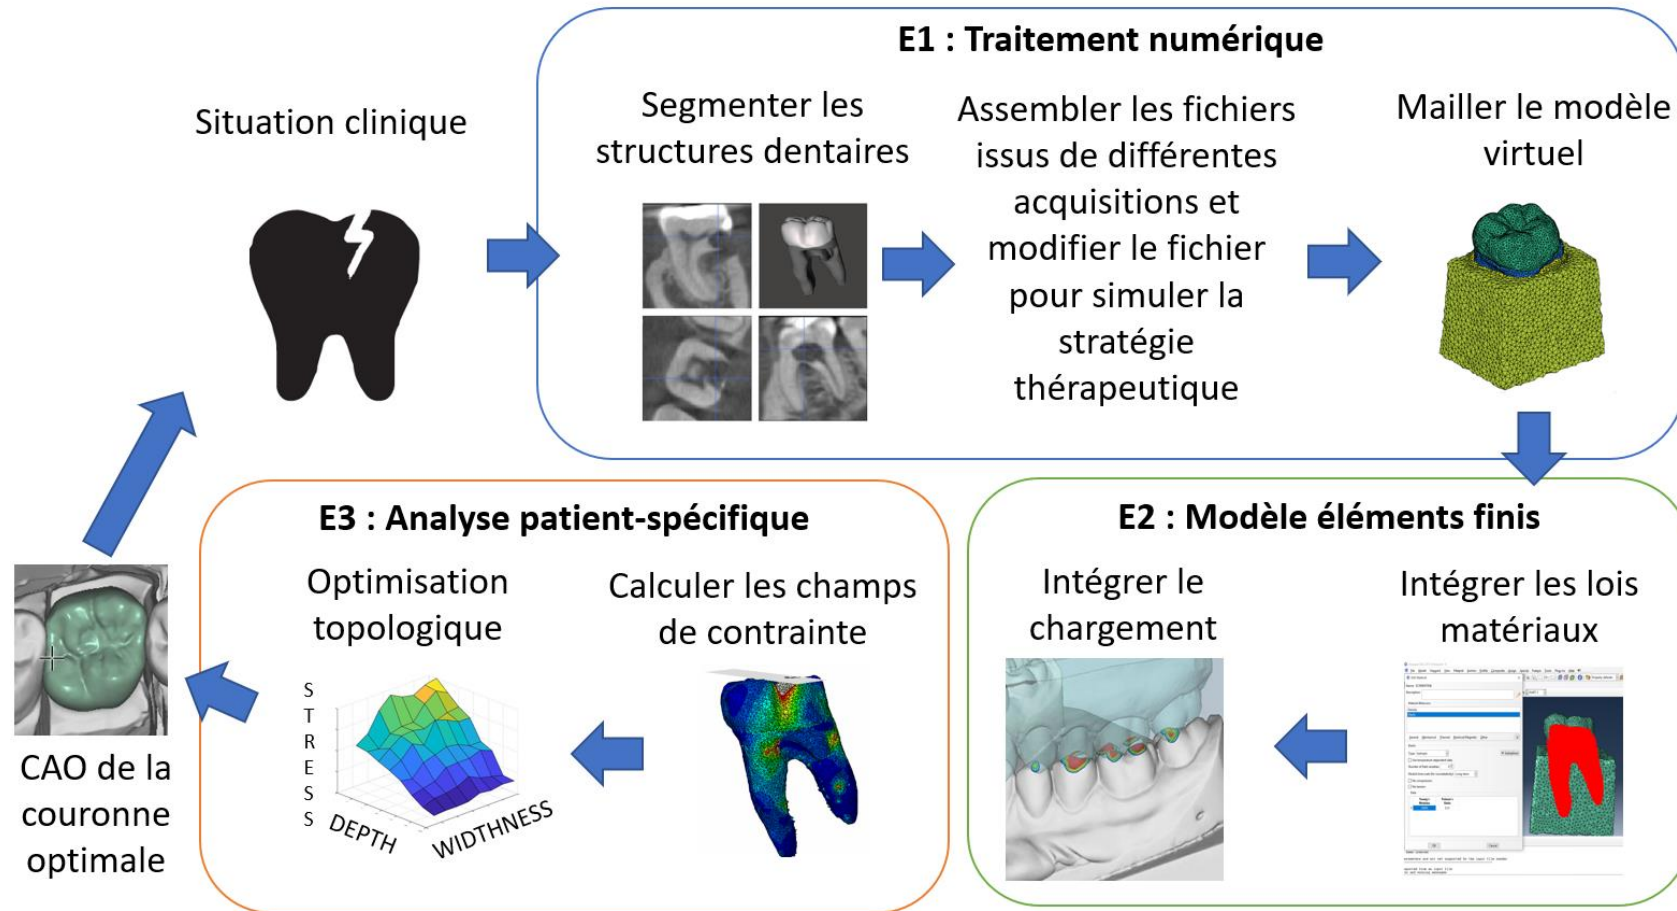 E1 : Traitement numérique
Situation clinique
Segmenter les
structures dentaires
Assembler les fichiers
issus de différentes
acquisitions et
modifier le fichier
pour simuler la
stratégie
thérapeutique
Mailler le modèle
virtuel
E2 : Modèle éléments finis
Intégrer les lois
matériaux
Intégrer le
chargement
E3 : Analyse patient-spécifique
Calculer les champs
de contrainte
Optimisation
topologique
STRESS
DEPTH
WIDTHNESS
CAO de la
couronne
optimale